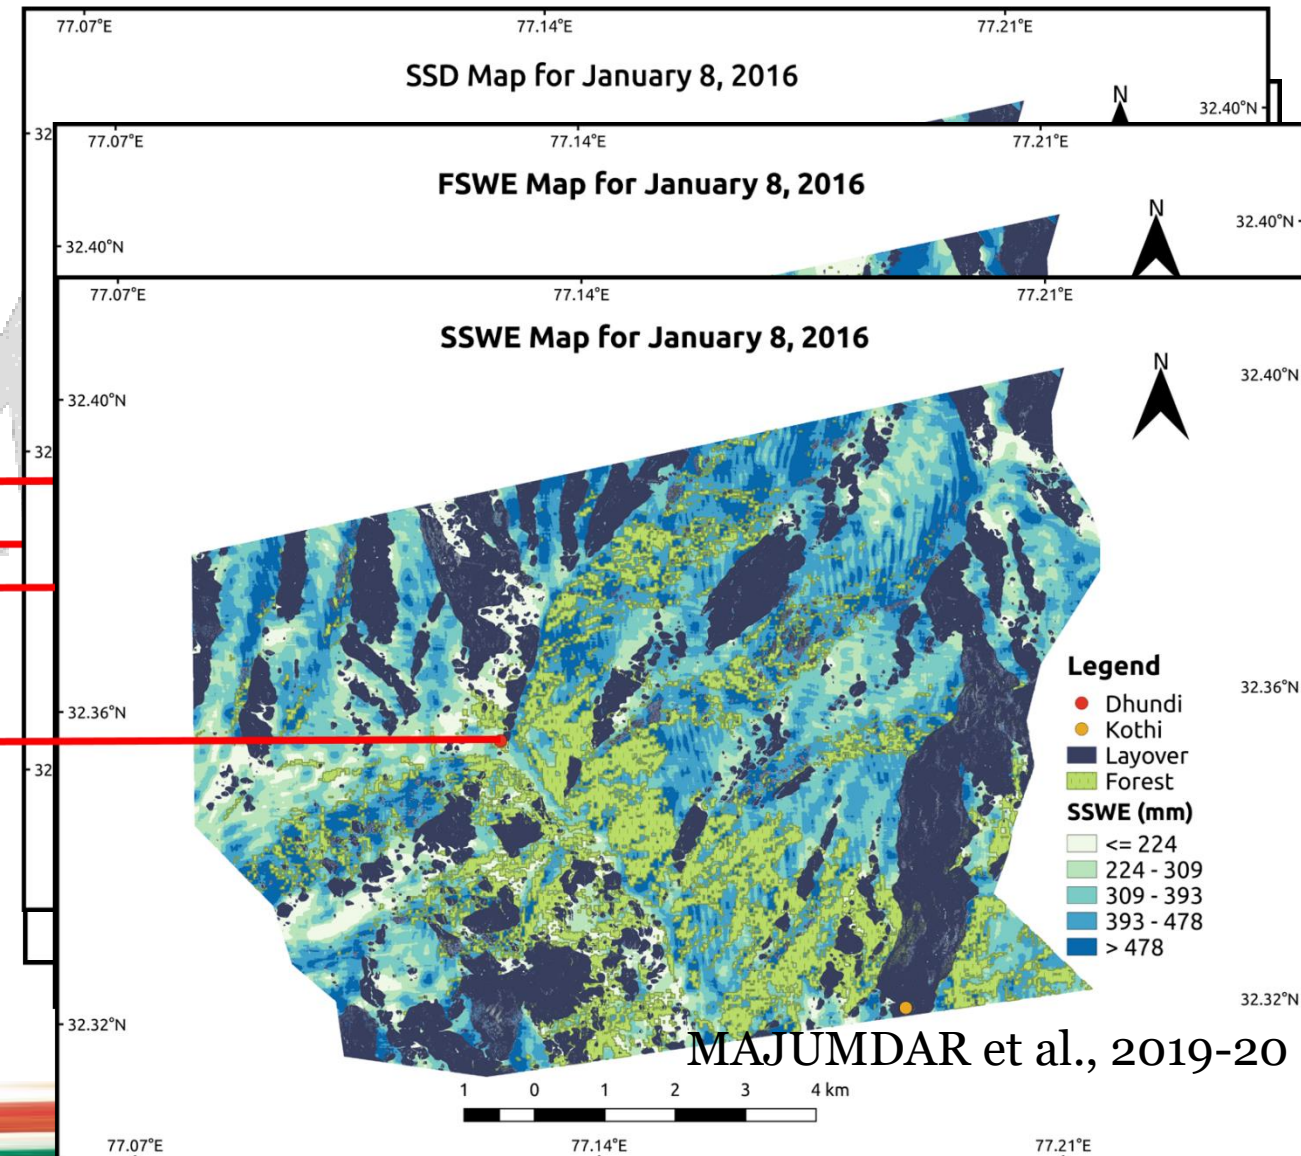 77.07°E 77.14°E 77.21°E
SSD Map for January 8, 2016
N
32.40°N
32
77.07°E 77.14°E 77.21°E
FSWE Map for January 8, 2016
N
32.40°N 32.40°N
77.07°E 77.14°E 77.21°E
SSWE Map for January 8, 2016
N
32.40°N
32.40°N
32
Legend
Dhundi
Kothi
Layover
Forest
SSWE (mm)
<= 224
224 - 309
309 - 393
393 - 478
> 478
32.36°N
32.36°N
32
32.32°N
32.32°N
MAJUMDAR et al., 2019-20
1 0 1 2 3 4 km
77.07°E 77.14°E 77.21°E